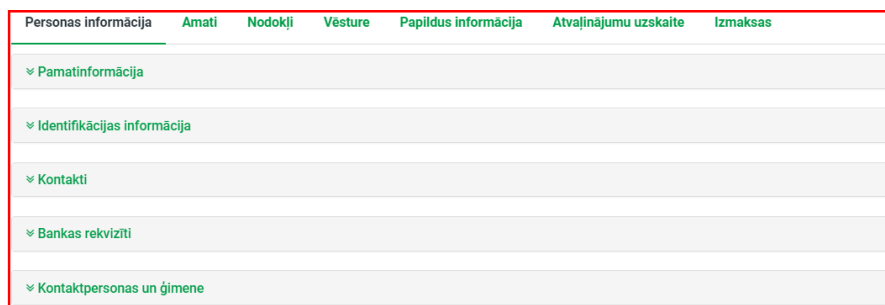 Personas informācija Amati Nodokļi Vēsture Papildus informācija Atvaļinājumu uzskaite Izmaksas
Pamatinformācija
Identifikācijas informācija
Kontakti
Bankas rekvizīti
Kontaktpersonas un ģimene